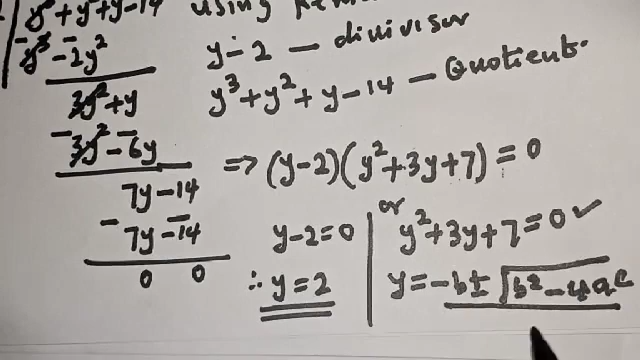 y³+y²+y-14 using
y³-2y² y-2 — divivisor
3y²+y y³+y²+y-14 — Quotient.
3y²-6y ⇒ (y-2)(y²+3y+7)=0
7y-14 or
7y-14 y-2=0 y²+3y+7=0 ✓
0 0 ∴ y=2 y=-b±√b²-4ac